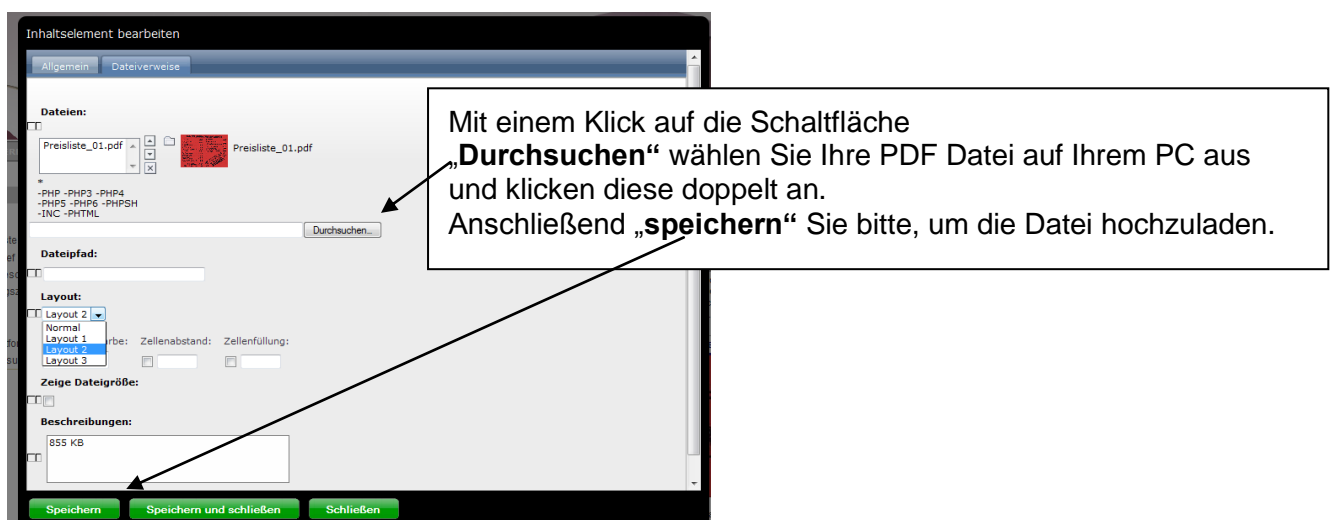 Inhaltselement bearbeiten
Allgemein Dateiverweise
Dateien:
Preisliste_01.pdf
Preisliste_01.pdf
*
-PHP -PHP3 -PHP4
-PHP5 -PHP6 -PHPSH
-INC -PHTML
Durchsuchen...
Dateipfad:
Layout:
Layout 2
Normal
Layout 1
Layout 2
Layout 3
rbe: Zellenabstand: Zellenfüllung:
Zeige Dateigröße:
Beschreibungen:
855 KB
Speichern Speichern und schließen Schließen
Mit einem Klick auf die Schaltfläche
„Durchsuchen“ wählen Sie Ihre PDF Datei auf Ihrem PC aus
und klicken diese doppelt an.
Anschließend „speichern“ Sie bitte, um die Datei hochzuladen.